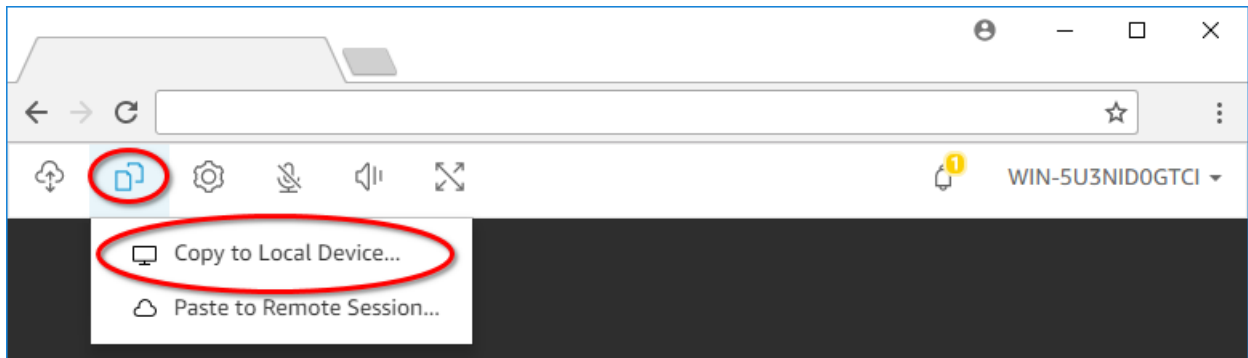 1
WIN-5U3NID0GTCI
Copy to Local Device...
Paste to Remote Session...